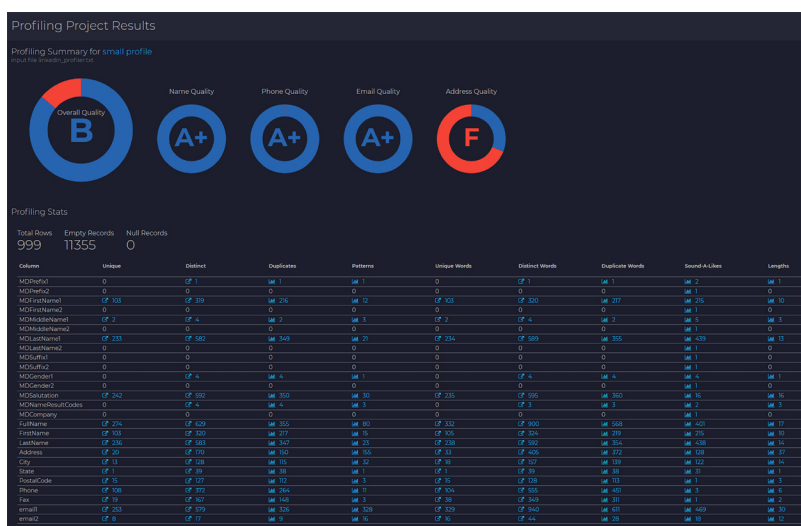 Profiling Project Results
Profiling Summary for small profile
Input file linkedin_profiler.txt
Overall Quality
B
Name Quality
A+
Phone Quality
A+
Email Quality
A+
Address Quality
F
Profiling Stats
Total Rows Empty Records Null Records
999 11355 0
Column Unique Distinct Duplicates Patterns Unique Words Distinct Words Duplicate Words Sound-A-Likes Lengths
MDPrefix1 0 1 1 1 0 1 1 2 1
MDPrefix2 0 0 0 0 0 0 0 1 0
MDFirstName1 103 319 216 12 103 320 217 215 10
MDFirstName2 0 0 0 0 0 0 0 1 0
MDMiddleName1 2 4 2 3 2 4 2 5 3
MDMiddleName2 0 0 0 0 0 0 0 1 0
MDLastName1 233 582 349 21 234 589 355 439 13
MDLastName2 0 0 0 0 0 0 0 1 0
MDSuffix1 0 0 0 0 0 0 0 1 0
MDSuffix2 0 0 0 0 0 0 0 1 0
MDGender1 0 4 4 1 0 4 4 4 1
MDGender2 0 0 0 0 0 0 0 1 0
MDSalutation 242 592 350 30 235 595 360 16 16
MDNameResultCodes 0 4 4 3 0 3 3 2 3
MDCompany 0 0 0 0 0 0 0 1 0
FullName 274 629 355 80 332 900 568 401 17
FirstName 103 320 217 15 105 324 219 215 10
LastName 236 583 347 23 238 592 354 438 14
Address 20 170 150 155 33 405 372 128 37
City 13 128 115 32 18 157 139 122 14
State 1 39 38 1 1 39 38 31 1
PostalCode 15 127 112 3 15 128 113 1 3
Phone 108 372 264 11 104 555 451 3 6
Fax 19 167 148 3 38 349 311 1 2
email1 253 579 326 328 329 940 611 469 30
email2 8 17 9 16 16 44 28 18 12